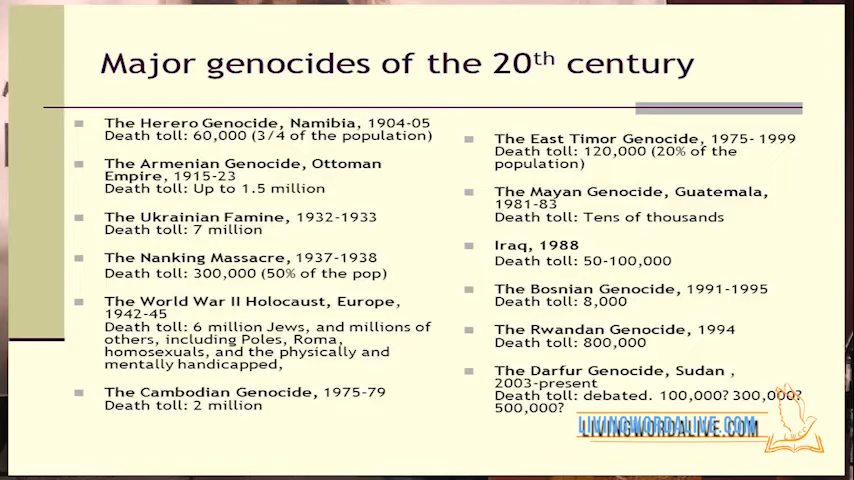 Major genocides of the 20th century
The Herero Genocide, Namibia, 1904-05
Death toll: 60,000 (3/4 of the population)
The Armenian Genocide, Ottoman
Empire, 1915-23
Death toll: Up to 1.5 million
The Ukrainian Famine, 1932-1933
Death toll: 7 million
The Nanking Massacre, 1937-1938
Death toll: 300,000 (50% of the pop)
The World War II Holocaust, Europe,
1942-45
Death toll: 6 million Jews, and millions of
others, including Poles, Roma,
homosexuals, and the physically and
mentally handicapped,
The Cambodian Genocide, 1975-79
Death toll: 2 million
The East Timor Genocide, 1975- 1999
Death toll: 120,000 (20% of the
population)
The Mayan Genocide, Guatemala,
1981-83
Death toll: Tens of thousands
Iraq, 1988
Death toll: 50-100,000
The Bosnian Genocide, 1991-1995
Death toll: 8,000
The Rwandan Genocide, 1994
Death toll: 800,000
The Darfur Genocide, Sudan ,
2003-present
Death toll: debated. 100,000? 300,000?
500,000?
LIVINGWORDALIVE.COM
LIVINGWORDALIVE.COM